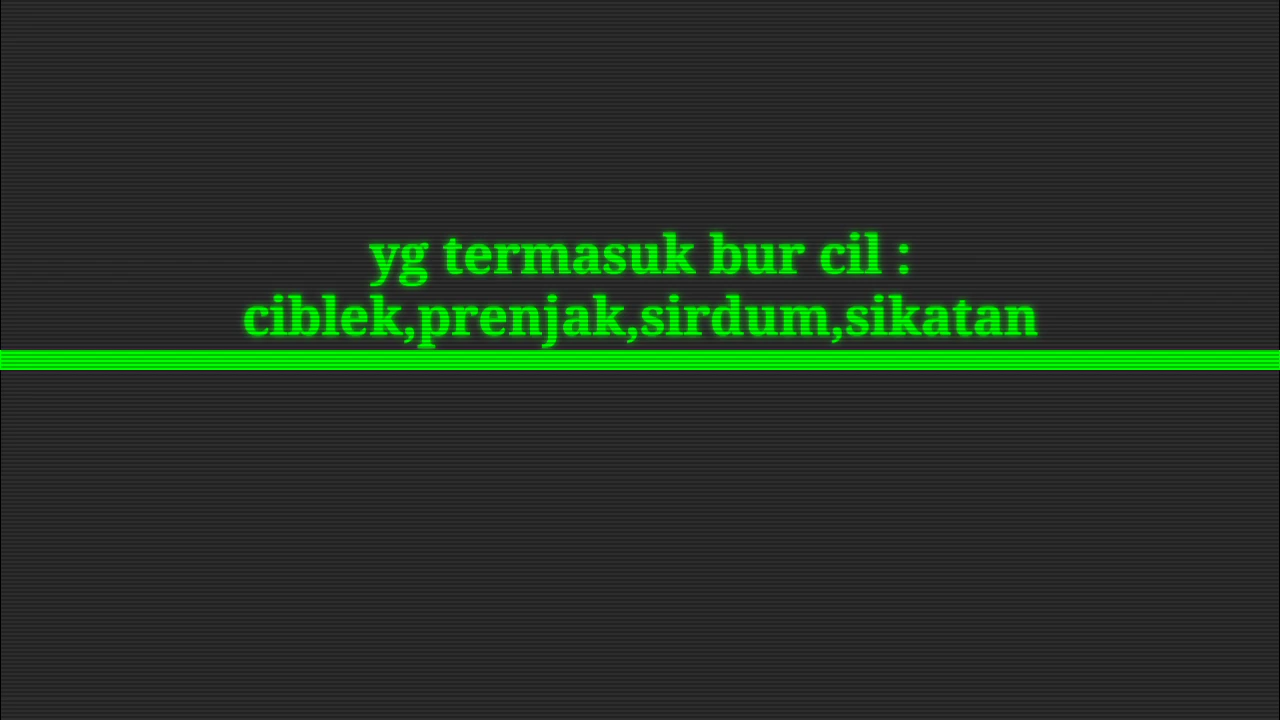 yg termasuk bur cil :
ciblek,prenjak,sirdum,sikatan